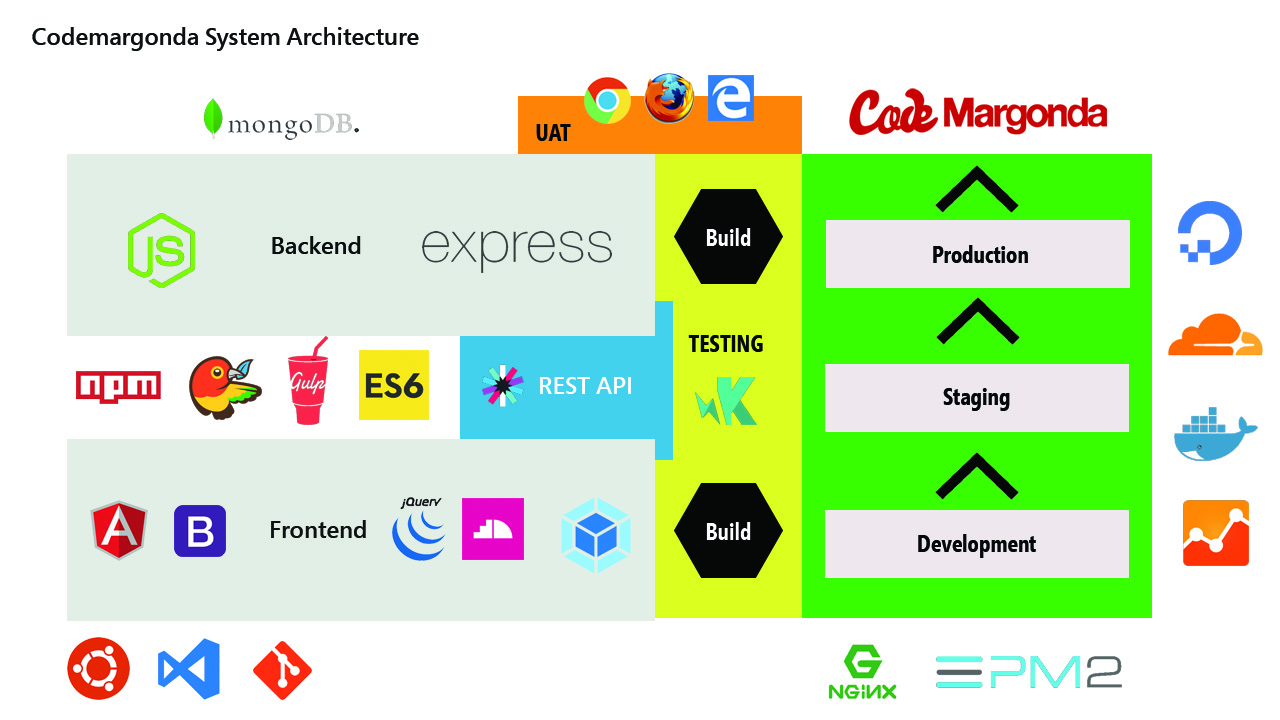 Codemargonda System Architecture
mongoDB.
UAT
Code Margonda
JS
Backend
express
Build
Production
npm
Gulp
ES6
REST API
TESTING
Staging
A
B
Frontend
jQuery
Build
Development
NGINX
PM2